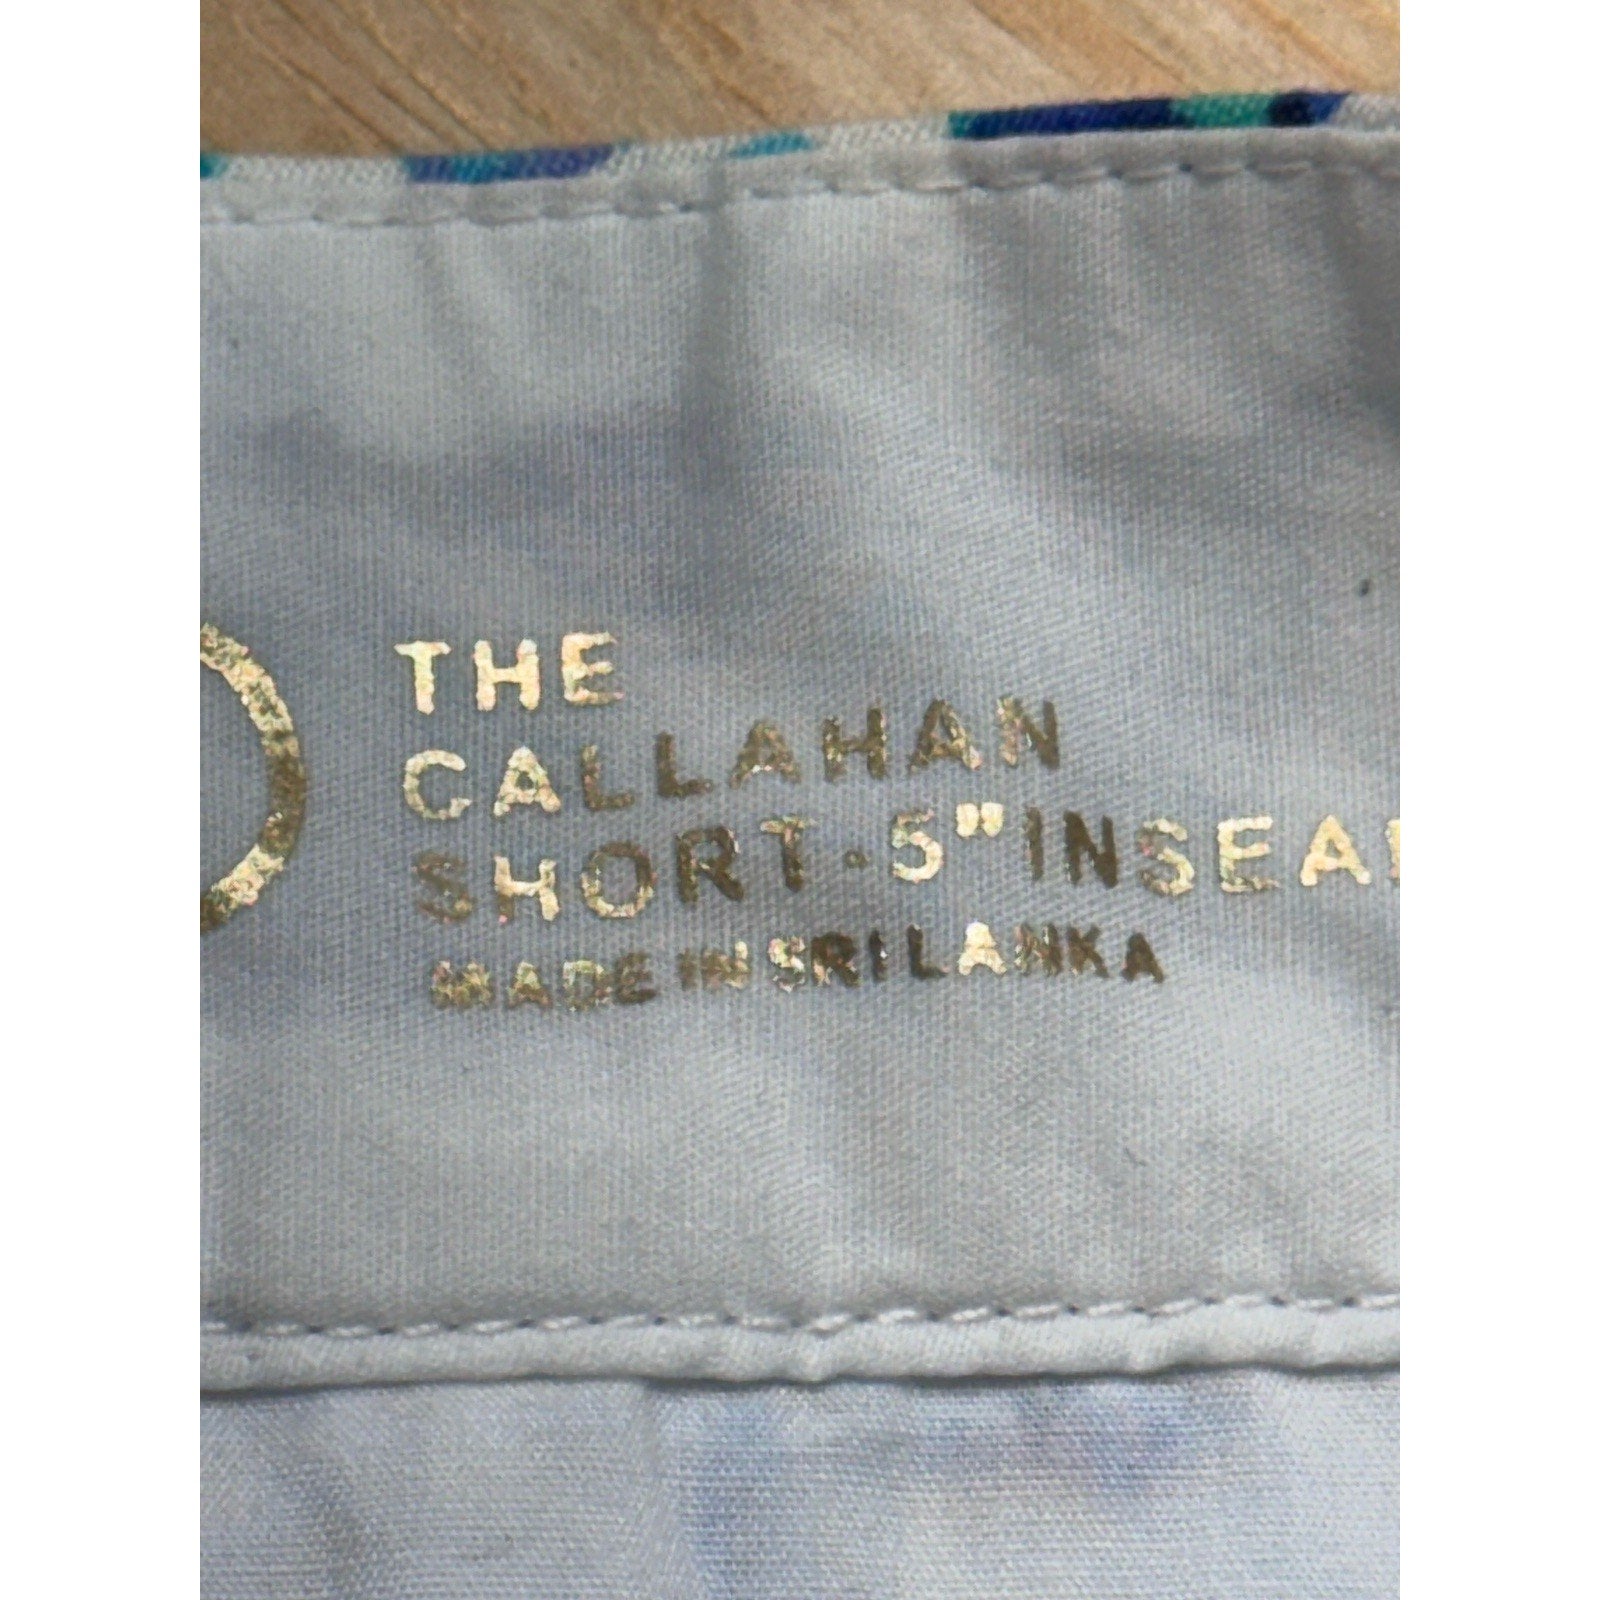 THE
CALLAHAN
SHORT · 5" INSEA
MADE IN SRI LANKA